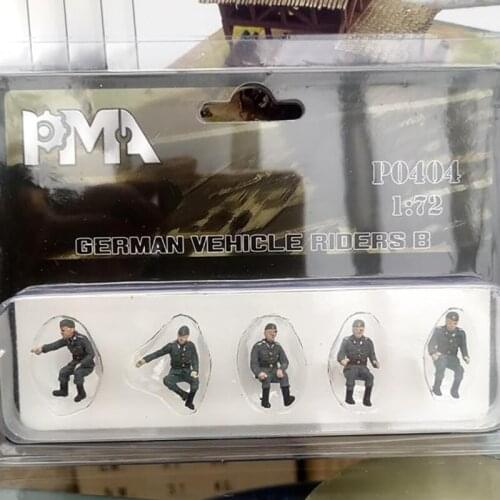 PMA
P0404
1:72
GERMAN VEHICLE RIDERS B